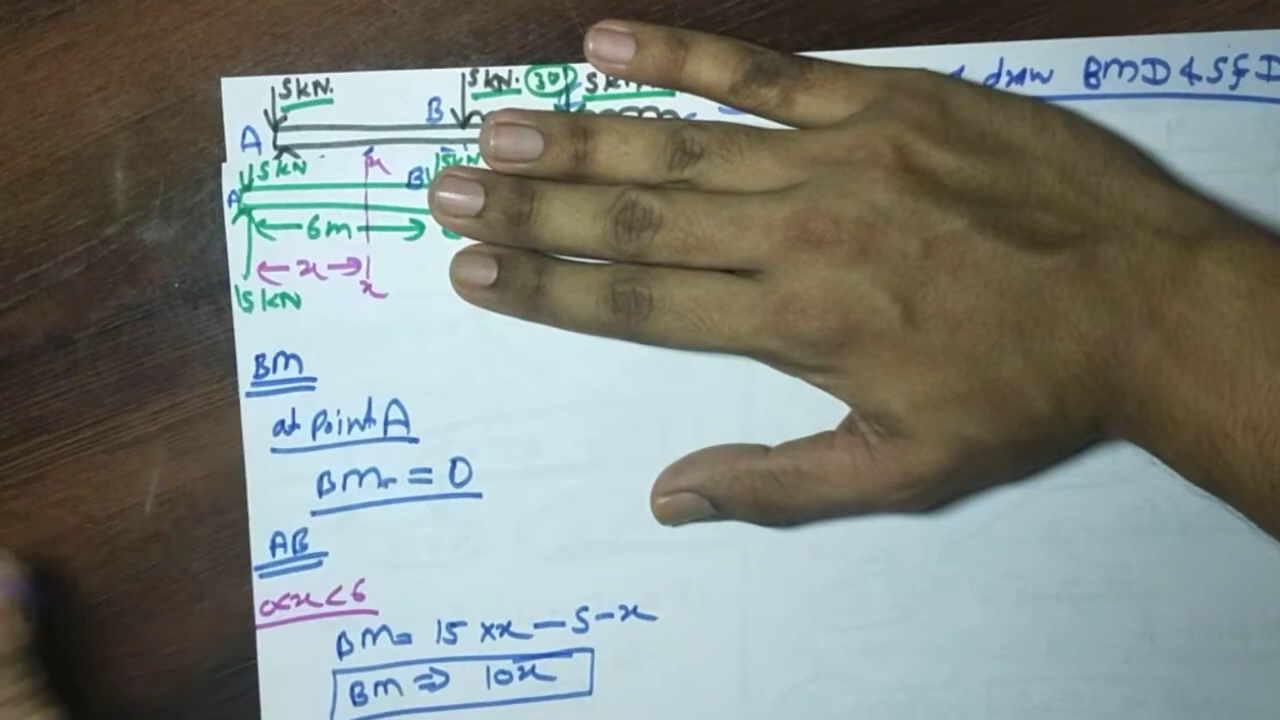 draw BMD & SFD
5KN. 5KN. 30
A B
5KN 15KN
A B
6m
x x
x
15KN
BM
at point A
BM = 0
AB
0<x<6
BM = 15 × x - 5 - x
BM ⇒ 10x